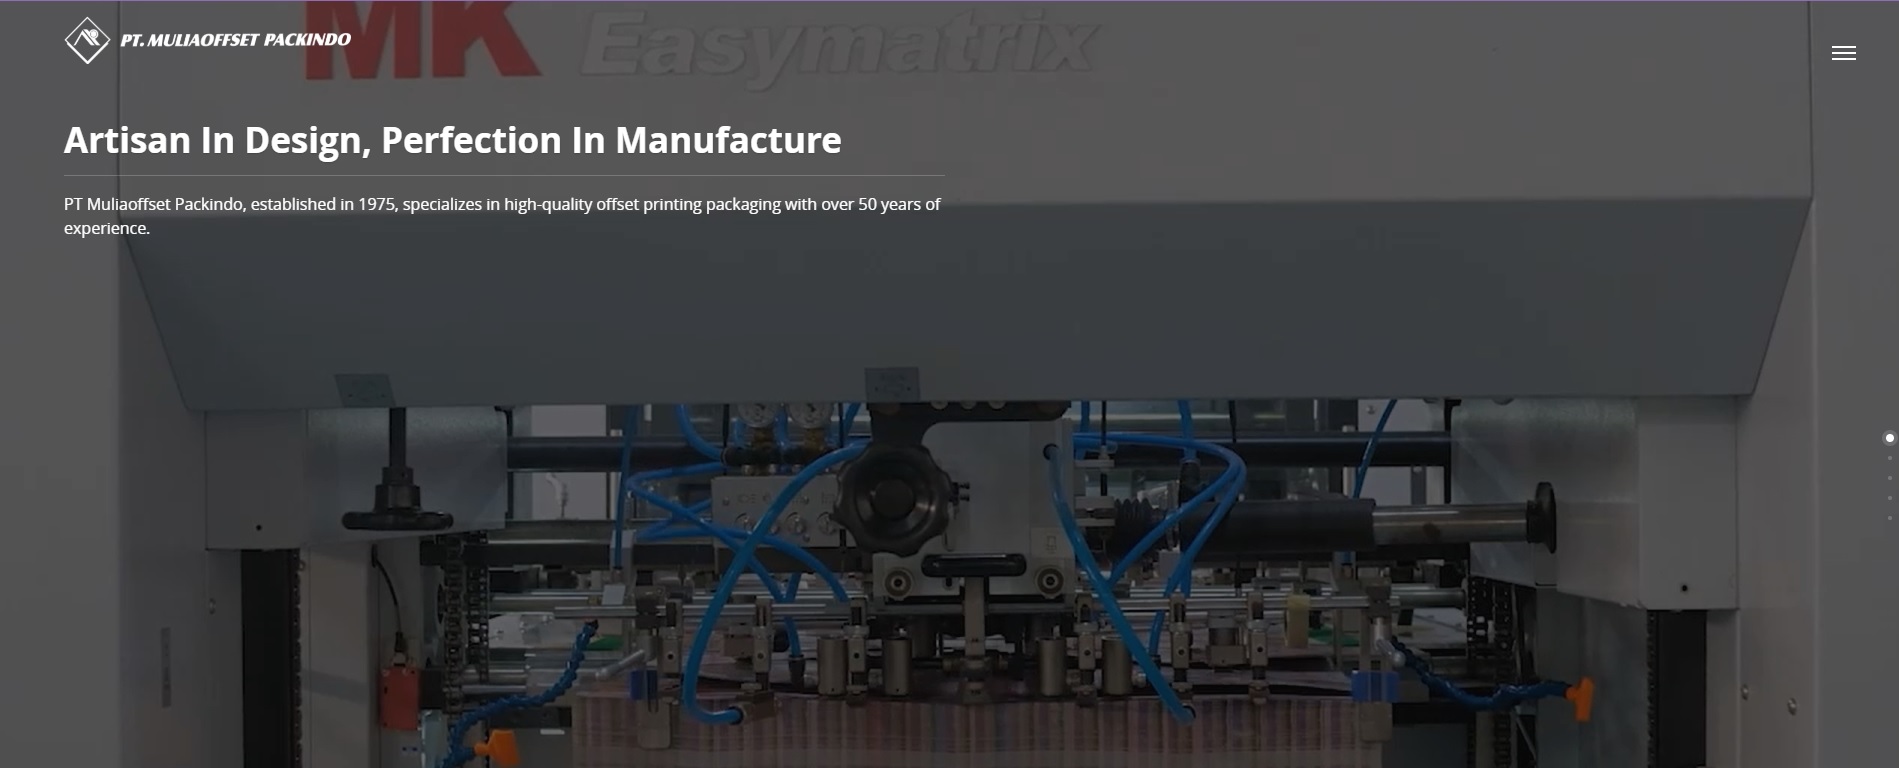 MK Easymatrix
PT. MULIAOFFSET PACKINDO
Artisan In Design, Perfection In Manufacture
PT Muliaoffset Packindo, established in 1975, specializes in high-quality offset printing packaging with over 50 years of
experience.